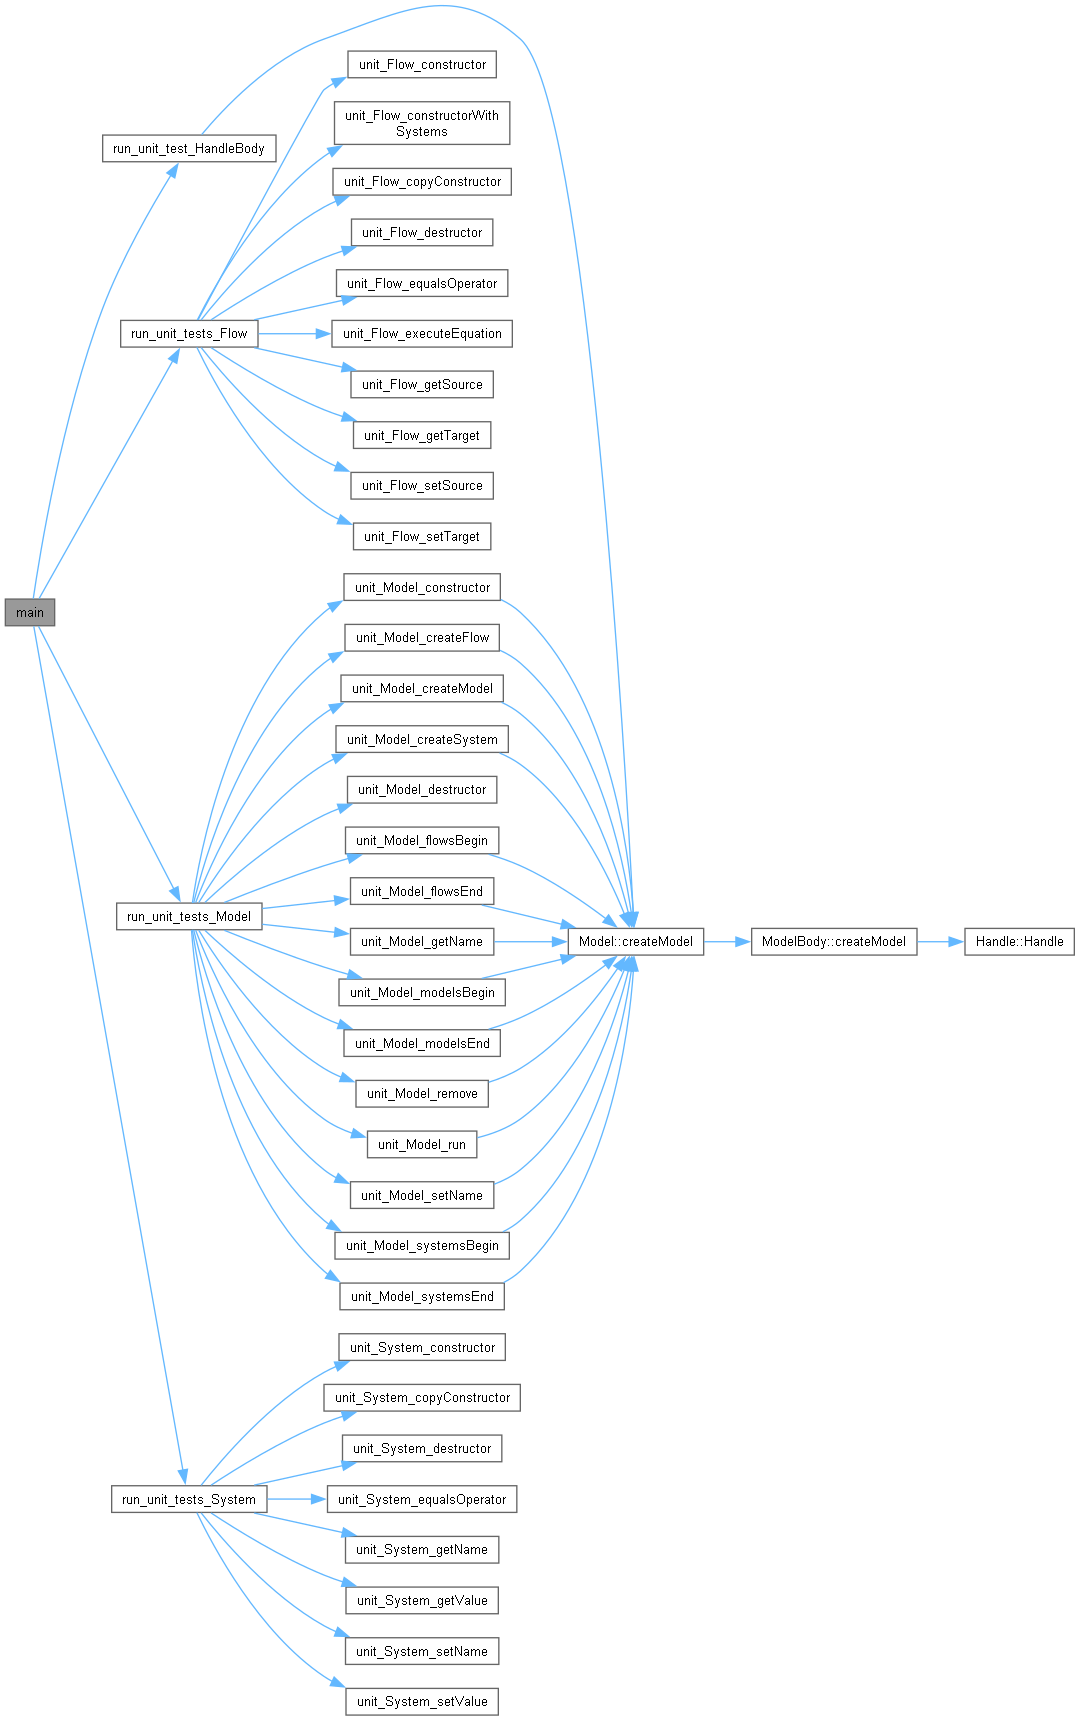 unit_Flow_constructor
unit_Flow_constructorWith
Systems
run_unit_test_HandleBody
unit_Flow_copyConstructor
unit_Flow_destructor
unit_Flow_equalsOperator
run_unit_tests_Flow
unit_Flow_executeEquation
unit_Flow_getSource
unit_Flow_getTarget
unit_Flow_setSource
unit_Flow_setTarget
unit_Model_constructor
main
unit_Model_createFlow
unit_Model_createModel
unit_Model_createSystem
unit_Model_destructor
unit_Model_flowsBegin
unit_Model_flowsEnd
run_unit_tests_Model
unit_Model_getName
Model::createModel
ModelBody::createModel
Handle::Handle
unit_Model_modelsBegin
unit_Model_modelsEnd
unit_Model_remove
unit_Model_run
unit_Model_setName
unit_Model_systemsBegin
unit_Model_systemsEnd
unit_System_constructor
unit_System_copyConstructor
unit_System_destructor
run_unit_tests_System
unit_System_equalsOperator
unit_System_getName
unit_System_getValue
unit_System_setName
unit_System_setValue